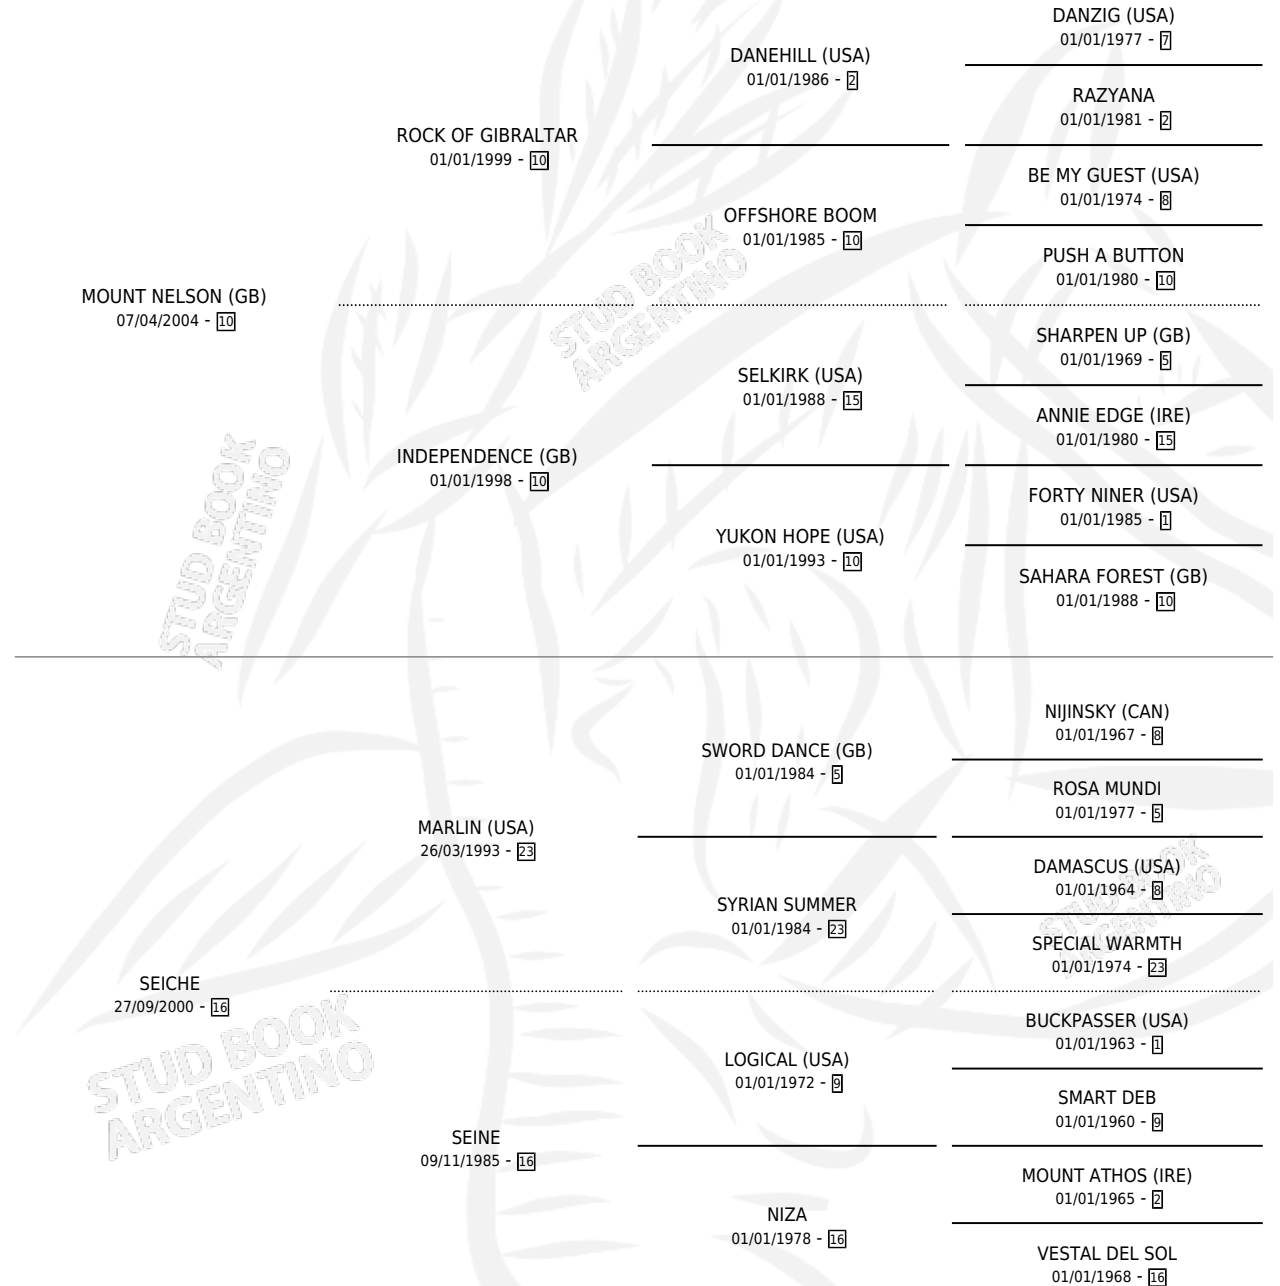 DANZIG (USA)
01/01/1977 - 7
DANEHILL (USA)
01/01/1986 - 2
RAZYANA
01/01/1981 - 2
ROCK OF GIBRALTAR
01/01/1999 - 10
BE MY GUEST (USA)
01/01/1974 - 8
OFFSHORE BOOM
01/01/1985 - 10
PUSH A BUTTON
01/01/1980 - 10
MOUNT NELSON (GB)
07/04/2004 - 10
STUD BOOK
ARGENTINO
SHARPEN UP (GB)
01/01/1969 - 5
SELKIRK (USA)
01/01/1988 - 15
ANNIE EDGE (IRE)
01/01/1980 - 15
INDEPENDENCE (GB)
01/01/1998 - 10
FORTY NINER (USA)
01/01/1985 - 1
YUKON HOPE (USA)
01/01/1993 - 10
SAHARA FOREST (GB)
01/01/1988 - 10
STUD BOOK
ARGENTINO
NIJINSKY (CAN)
01/01/1967 - 8
SWORD DANCE (GB)
01/01/1984 - 5
ROSA MUNDI
01/01/1977 - 5
MARLIN (USA)
26/03/1993 - 23
DAMASCUS (USA)
01/01/1964 - 8
SYRIAN SUMMER
01/01/1984 - 23
STUD BOOK
ARGENTINO
SPECIAL WARMTH
01/01/1974 - 23
SEICHE
27/09/2000 - 16
BUCKPASSER (USA)
01/01/1963 - 1
LOGICAL (USA)
01/01/1972 - 9
STUD BOOK
ARGENTINO
SMART DEB
01/01/1960 - 9
SEINE
09/11/1985 - 16
MOUNT ATHOS (IRE)
01/01/1965 - 2
NIZA
01/01/1978 - 16
VESTAL DEL SOL
01/01/1968 - 16